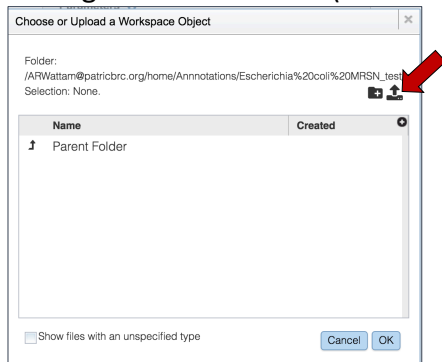 Choose or Upload a Workspace Object
Folder:
/ARWattam@patricbrc.org/home/Annnotations/Escherichia%20coli%20MRSN_test
Selection: None.
Name Created
Parent Folder
Show files with an unspecified type
Cancel OK